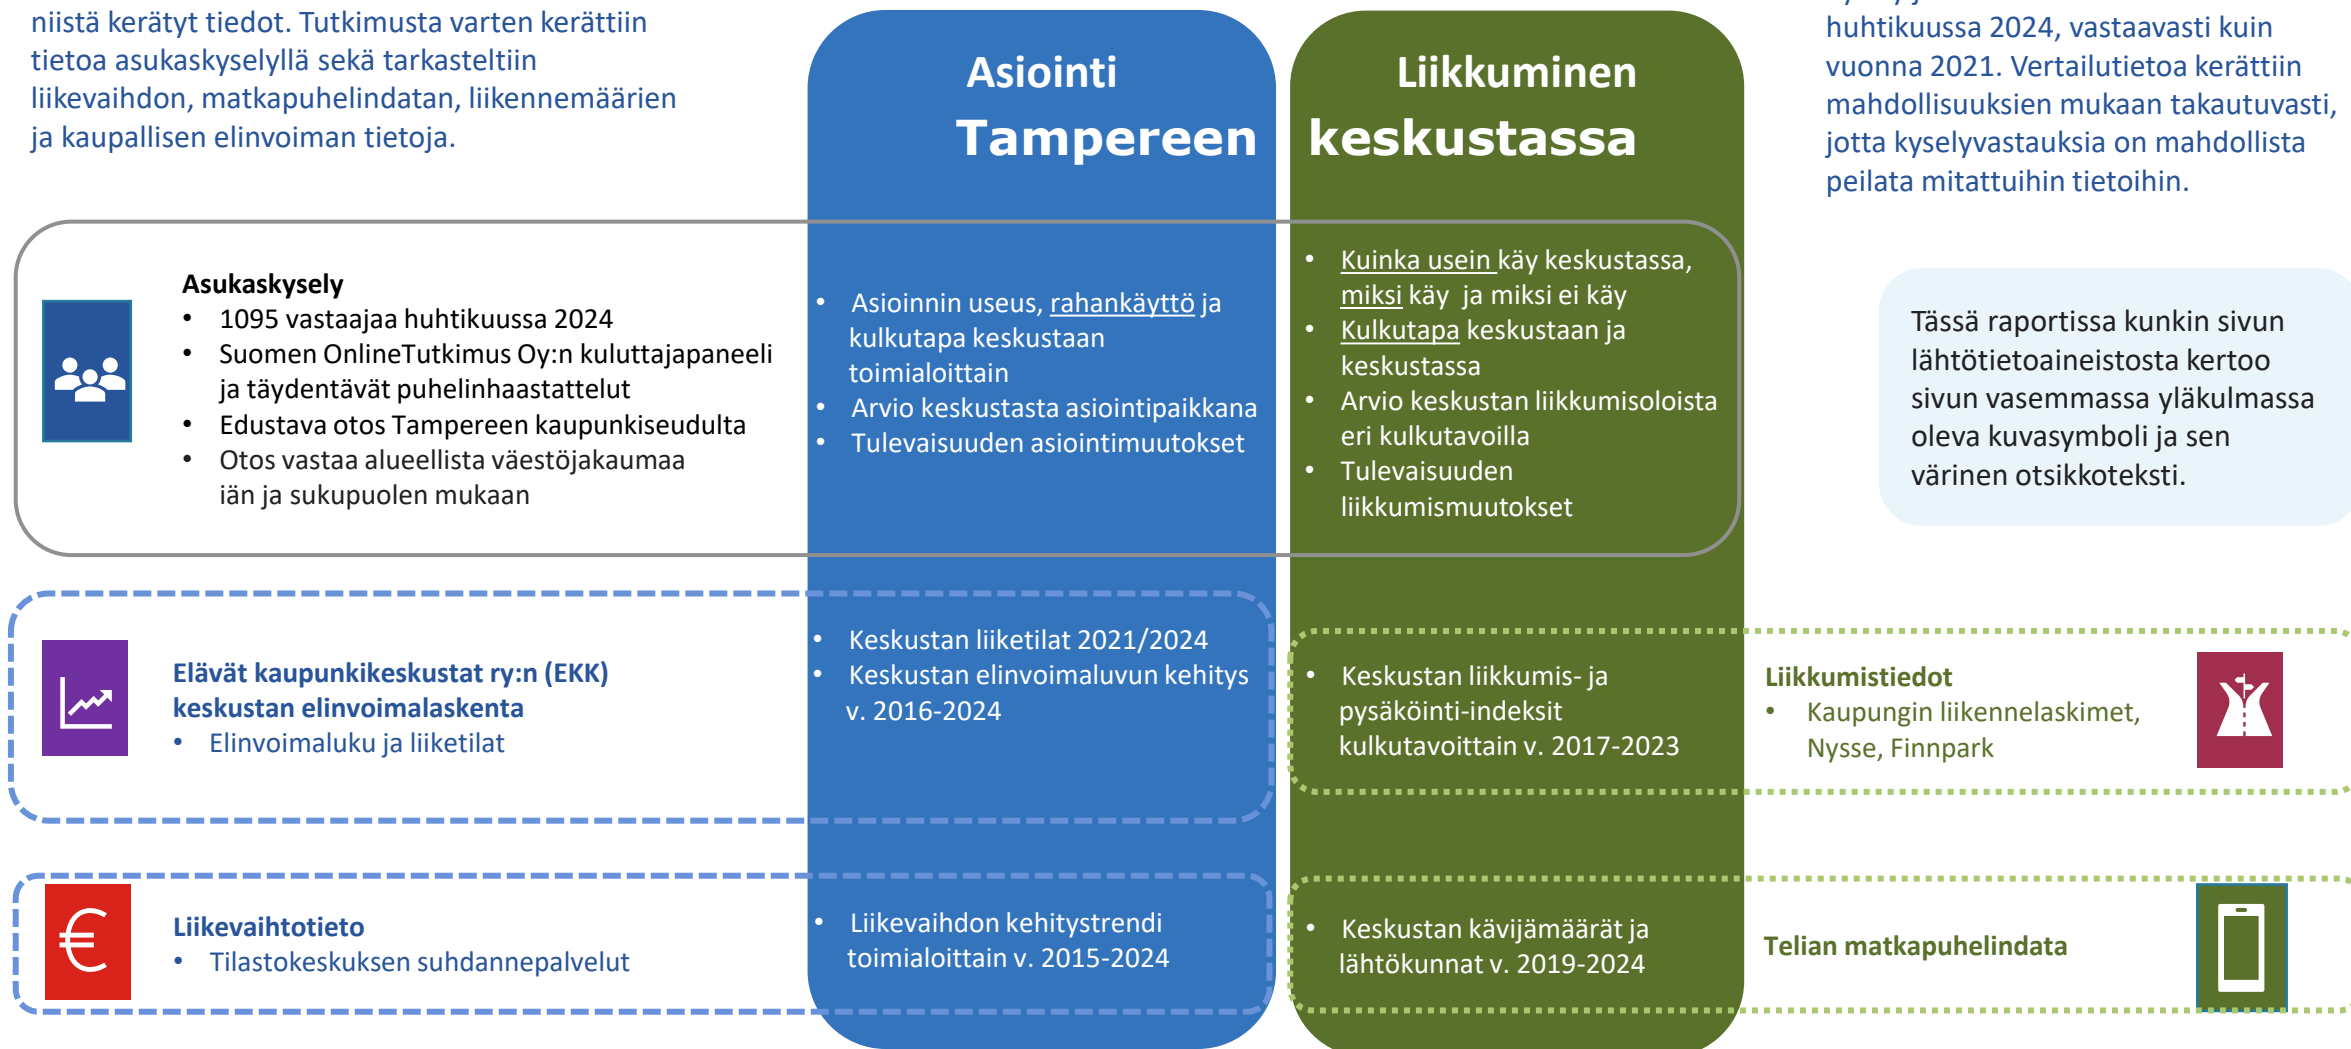 niistä kerätyt tiedot. Tutkimusta varten kerättiin
tietoa asukaskyselyllä sekä tarkasteltiin
liikevaihdon, matkapuhelindatan, liikennemäärien
ja kaupallisen elinvoiman tietoja.
Asiointi
Tampereen
Liikkuminen
keskustassa
huhtikuussa 2024, vastaavasti kuin
vuonna 2021. Vertailutietoa kerättiin
mahdollisuuksien mukaan takautuvasti,
jotta kyselyvastauksia on mahdollista
peilata mitattuihin tietoihin.
Asukaskysely
• 1095 vastaajaa huhtikuussa 2024
• Suomen OnlineTutkimus Oy:n kuluttajapaneeli
ja täydentävät puhelinhaastattelut
• Edustava otos Tampereen kaupunkiseudulta
• Otos vastaa alueellista väestöjakaumaa
iän ja sukupuolen mukaan
• Asioinnin useus, rahankäyttö ja
kulkutapa keskustaan
toimialoittain
• Arvio keskustasta asiointipaikkana
• Tulevaisuuden asiointimuutokset
• Kuinka usein käy keskustassa,
miksi käy ja miksi ei käy
• Kulkutapa keskustaan ja
keskustassa
• Arvio keskustan liikkumisoloista
eri kulkutavoilla
• Tulevaisuuden
liikkumismuutokset
Tässä raportissa kunkin sivun
lähtötietoaineistosta kertoo
sivun vasemmassa yläkulmassa
oleva kuvasymboli ja sen
värinen otsikkoteksti.
Elävät kaupunkikeskustat ry:n (EKK)
keskustan elinvoimalaskenta
• Elinvoimaluku ja liiketilat
• Keskustan liiketilat 2021/2024
• Keskustan elinvoimaluvun kehitys
v. 2016-2024
• Keskustan liikkumis- ja
pysäköinti-indeksit
kulkutavoittain v. 2017-2023
Liikkumistiedot
• Kaupungin liikennelaskimet,
Nysse, Finnpark
€
Liikevaihtotieto
• Tilastokeskuksen suhdannepalvelut
• Liikevaihdon kehitystrendi
toimialoittain v. 2015-2024
• Keskustan kävijämäärät ja
lähtökunnat v. 2019-2024
Telian matkapuhelindata